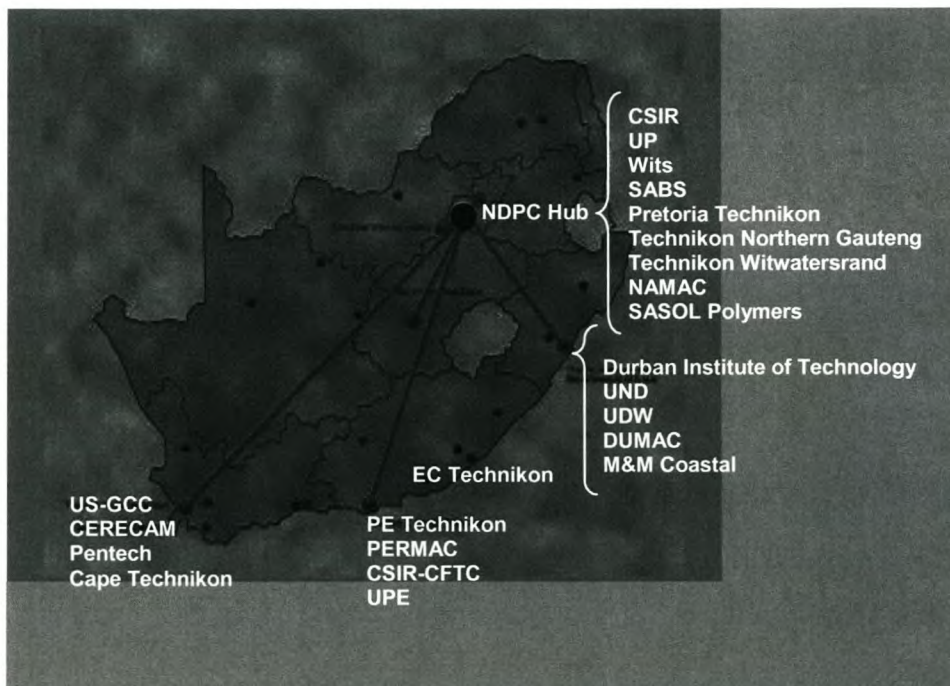 CSIR
UP
Wits
SABS
NDPC Hub
Pretoria Technikon
Technikon Northern Gauteng
Technikon Witwatersrand
NAMAC
SASOL Polymers
Durban Institute of Technology
UND
UDW
DUMAC
M&M Coastal
EC Technikon
US-GCC
CERECAM
Pentech
Cape Technikon
PE Technikon
PERMAC
CSIR-CFTC
UPE